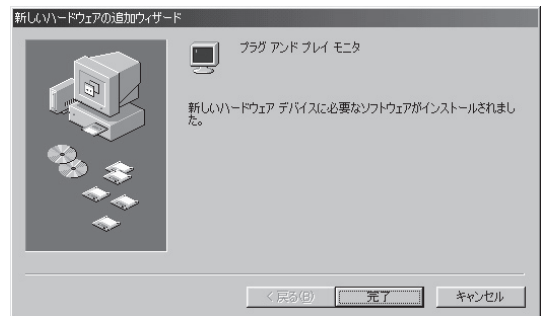 新しいハードウェアの追加ウィザード
プラグ アンド プレイ モニタ
新しいハードウェア デバイスに必要なソフトウェアがインストールされまし
た。
< 戻る(B)
完了
キャンセル